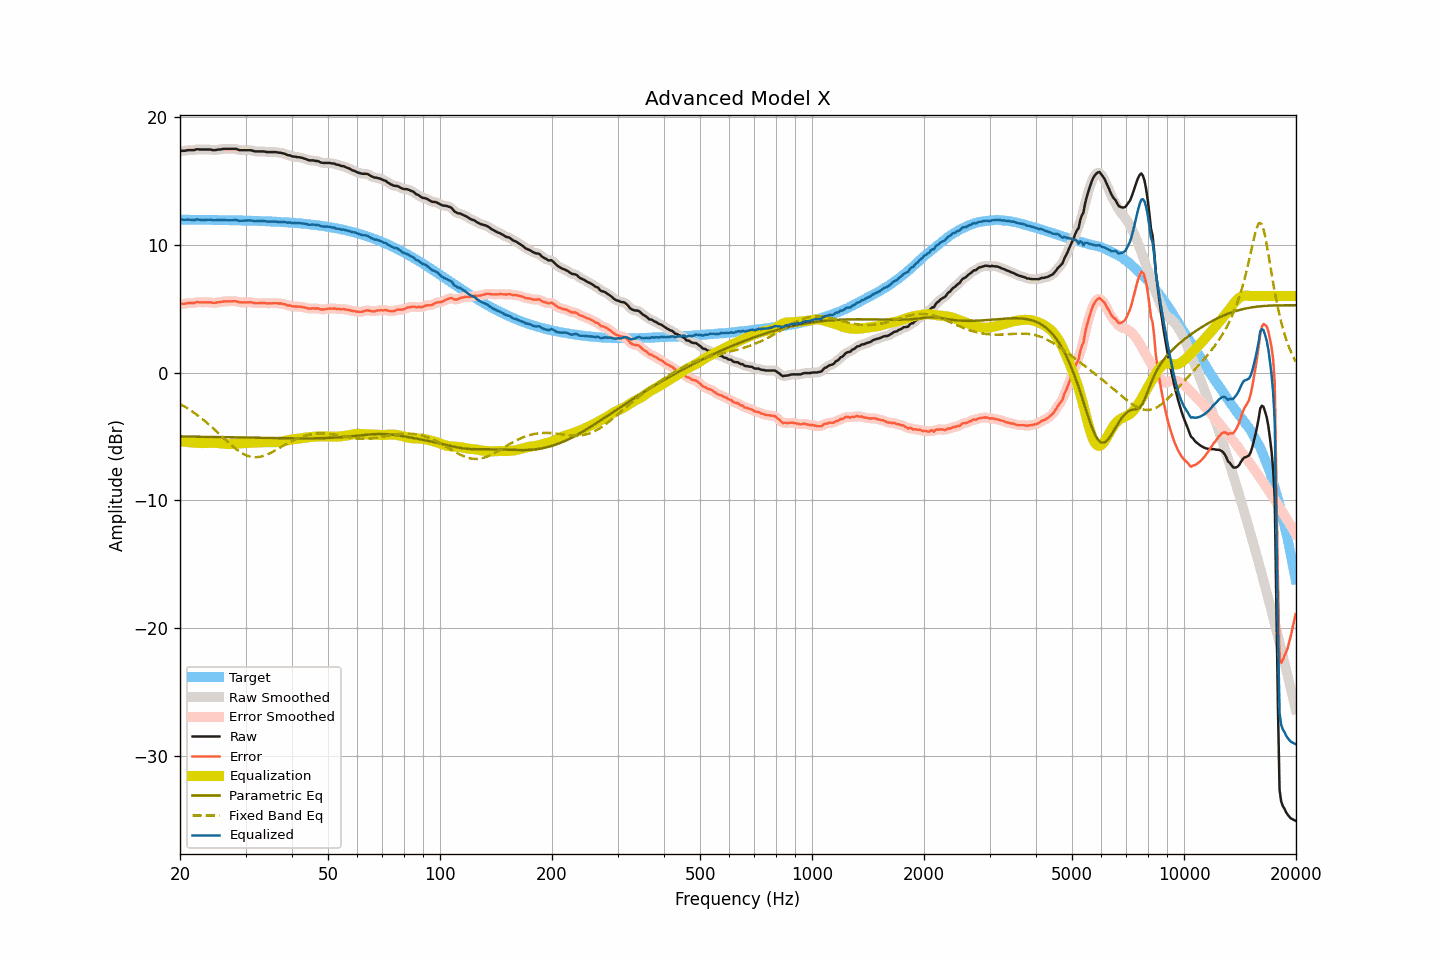 Advanced Model X
20
10
0
−10
−20
−30
Amplitude (dBr)
Target
Raw Smoothed
Error Smoothed
Raw
Error
Equalization
Parametric Eq
Fixed Band Eq
Equalized
20 50 100 200 500 1000 2000 5000 10000 20000
Frequency (Hz)